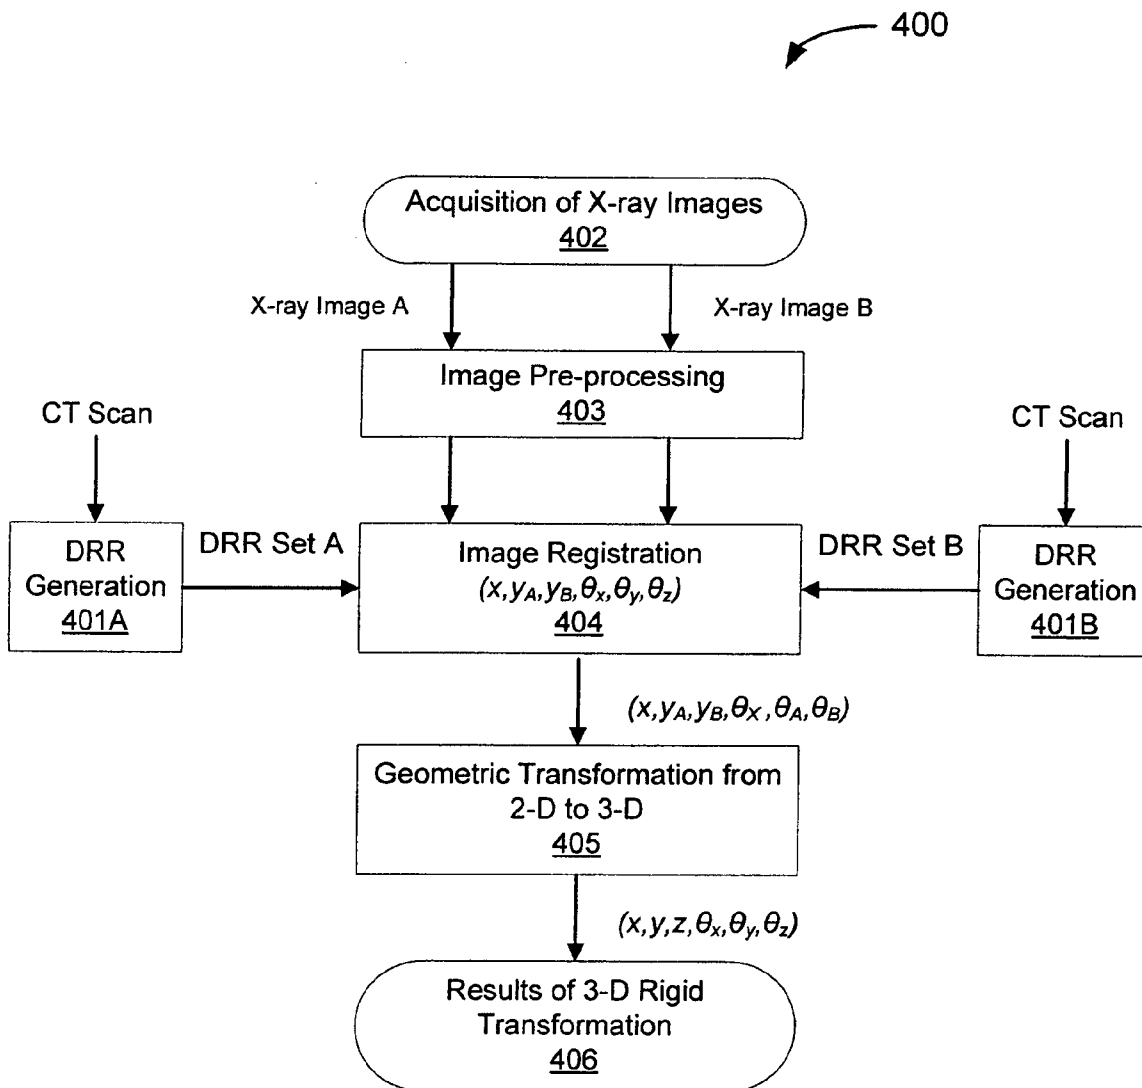 400
Acquisition of X-ray Images
402
X-ray Image A
X-ray Image B
Image Pre-processing
403
CT Scan
CT Scan
DRR
Generation
401A
DRR Set A
Image Registration
(x,y_A,y_B,θ_x,θ_y,θ_z)
404
DRR Set B
DRR
Generation
401B
(x,y_A,y_B,θ_X,θ_A,θ_B)
Geometric Transformation from
2-D to 3-D
405
(x,y,z,θ_x,θ_y,θ_z)
Results of 3-D Rigid
Transformation
406